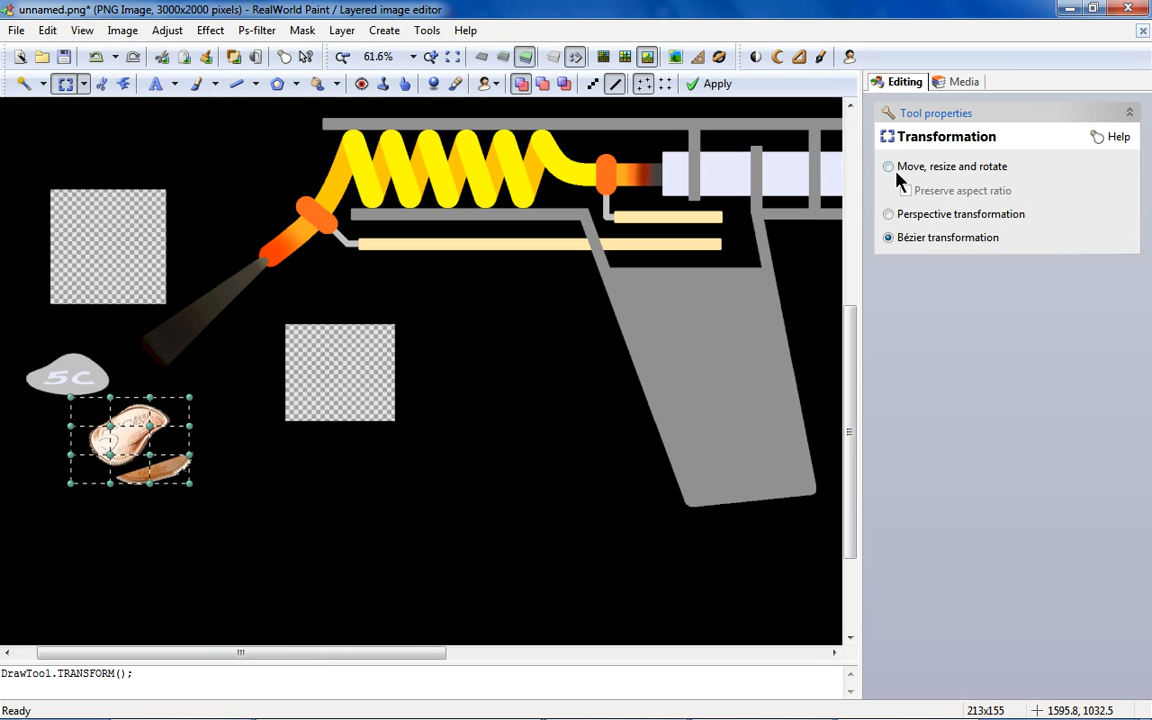 unnamed.png* (PNG Image, 3000x2000 pixels) - RealWorld Paint / Layered image editor
File Edit View Image Adjust Effect Ps-filter Create Mask Layer Tools Help
61.6%
Apply
Editing Media
Tool properties
Transformation Help
Move, resize and rotate
Preserve aspect ratio
Perspective transformation
Bézier transformation
5C
DrawTool.TRANSFORM();
Ready 213x155 1595.8, 1032.5